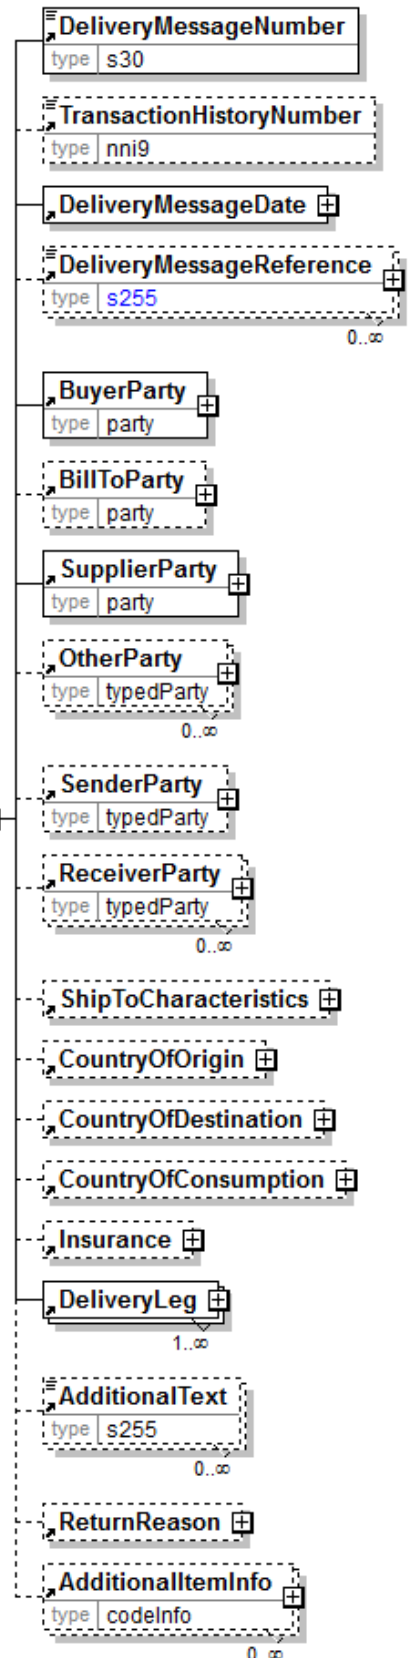 DeliveryMessageNumber
type s30
TransactionHistoryNumber
type nni9
DeliveryMessageDate
DeliveryMessageReference
type s255
0..∞
BuyerParty
type party
BillToParty
type party
SupplierParty
type party
OtherParty
type typedParty
0..∞
SenderParty
type typedParty
ReceiverParty
type typedParty
0..∞
ShipToCharacteristics
CountryOfOrigin
CountryOfDestination
CountryOfConsumption
Insurance
DeliveryLeg
1..∞
AdditionalText
type s255
0..∞
ReturnReason
AdditionalItemInfo
type codeInfo
0..∞